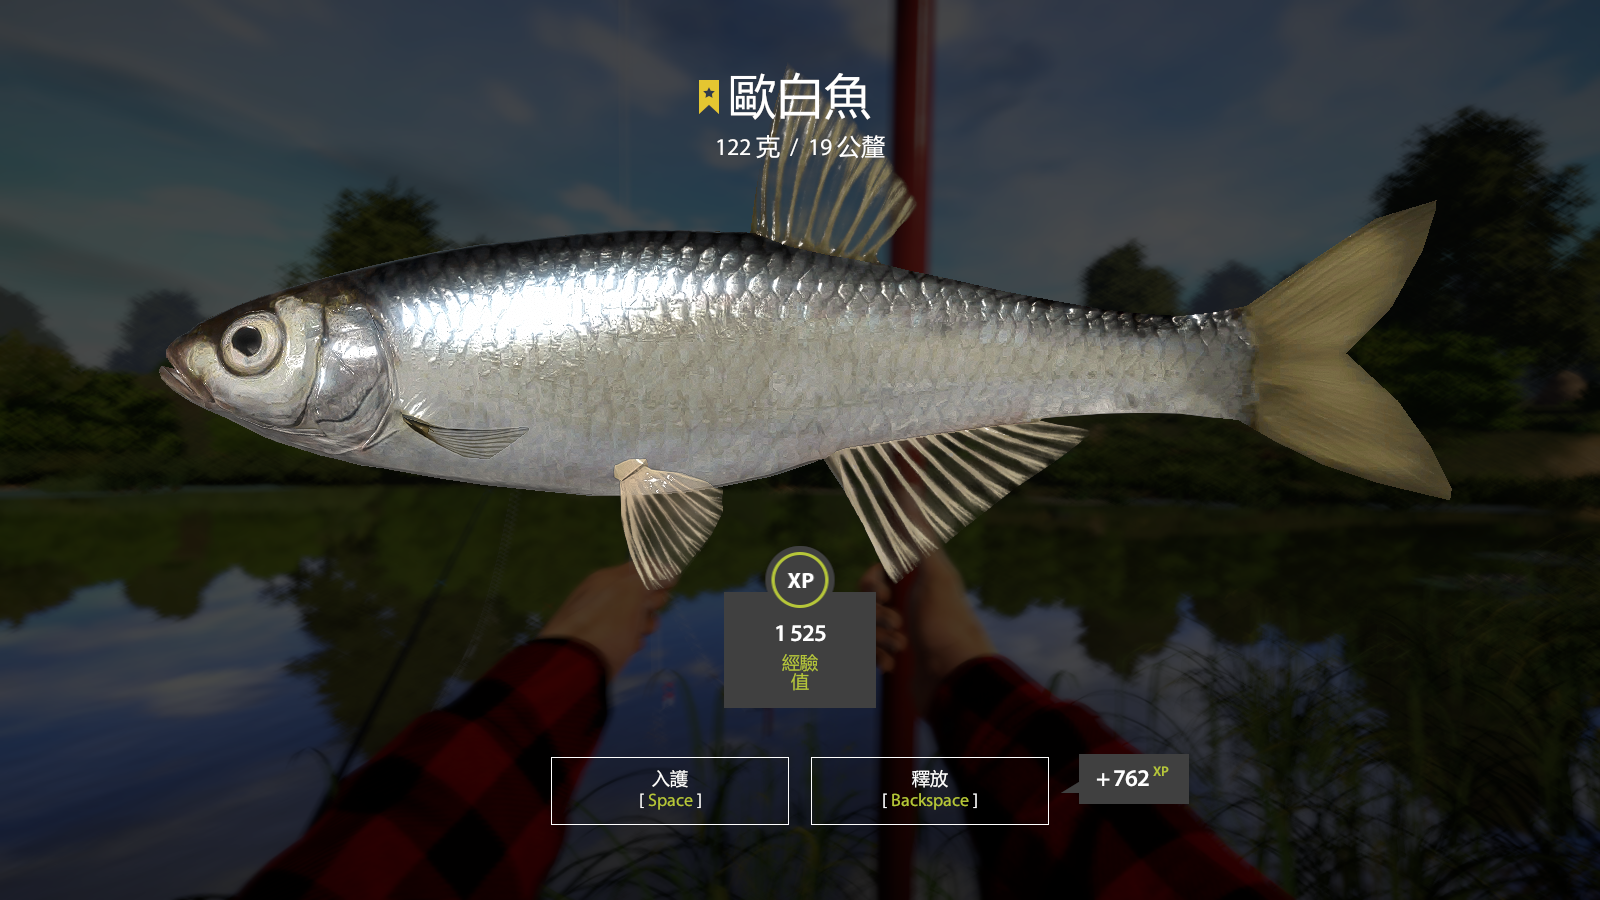 歐白魚
122 克 / 19 公釐
XP
1 525
經驗
值
入護
[ Space ]
釋放
[ Backspace ]
+762 XP